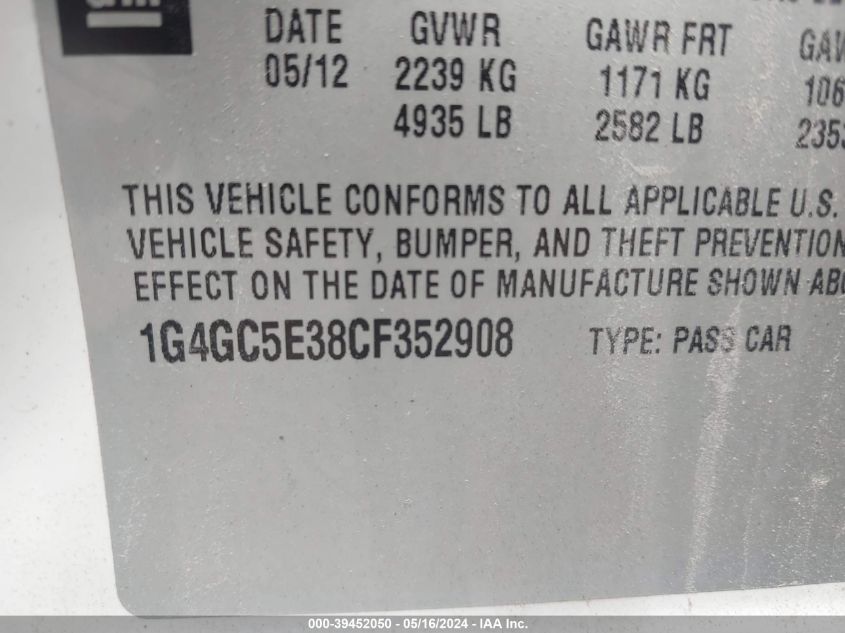 DATE GVWR GAWR FRT
05/12 2239 KG 1171 KG
4935 LB 2582 LB
THIS VEHICLE CONFORMS TO ALL APPLICABLE U.S.
VEHICLE SAFETY, BUMPER, AND THEFT PREVENTION
EFFECT ON THE DATE OF MANUFACTURE SHOWN
1G4GC5E38CF352908 TYPE: PASS CAR
000-39452050 - 05/16/2024 - IAA, Inc.